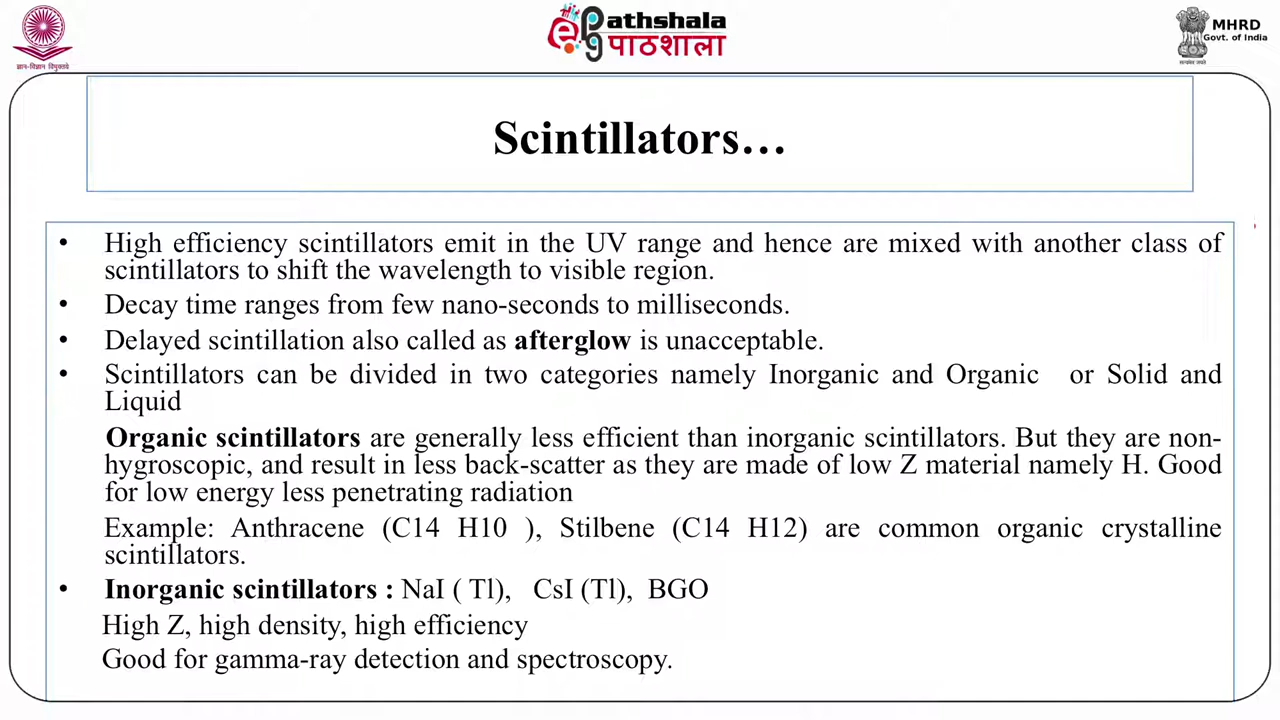 ज्ञान-विज्ञान विमुक्तये
ePathshala
पाठशाला
MHRD
Govt. of India
सत्यमेव जयते
Scintillators…
• High efficiency scintillators emit in the UV range and hence are mixed with another class of
scintillators to shift the wavelength to visible region.
• Decay time ranges from few nano-seconds to milliseconds.
• Delayed scintillation also called as afterglow is unacceptable.
• Scintillators can be divided in two categories namely Inorganic and Organic or Solid and
Liquid
Organic scintillators are generally less efficient than inorganic scintillators. But they are non-
hygroscopic, and result in less back-scatter as they are made of low Z material namely H. Good
for low energy less penetrating radiation
Example: Anthracene (C14 H10 ), Stilbene (C14 H12) are common organic crystalline
scintillators.
• Inorganic scintillators : NaI ( Tl), CsI (Tl), BGO
High Z, high density, high efficiency
Good for gamma-ray detection and spectroscopy.